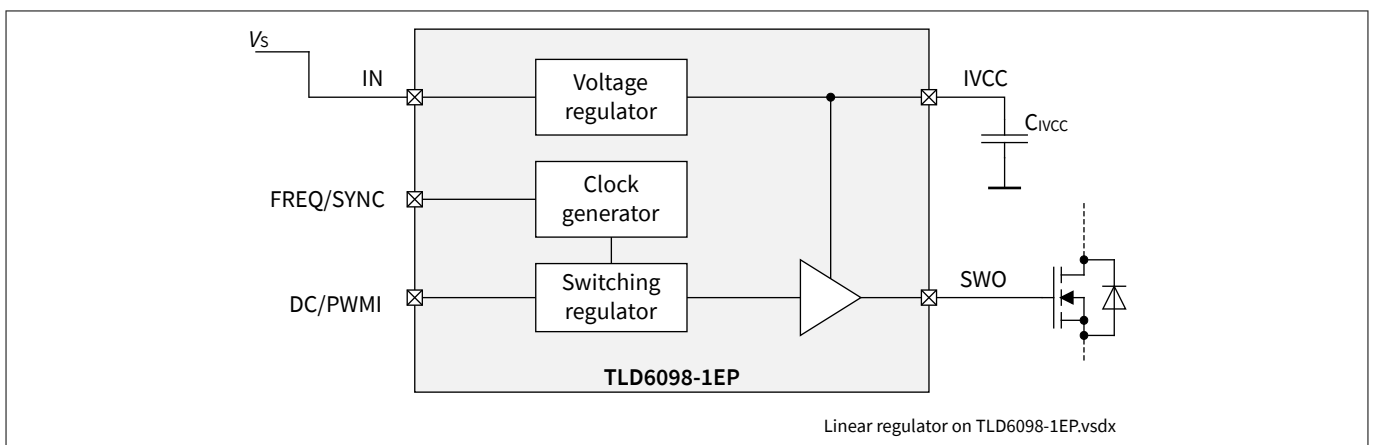 VS
IN
Voltage
regulator
IVCC
CIVCC
FREQ/SYNC
Clock
generator
DC/PWMI
Switching
regulator
SWO
TLD6098-1EP
Linear regulator on TLD6098-1EP.vsdx